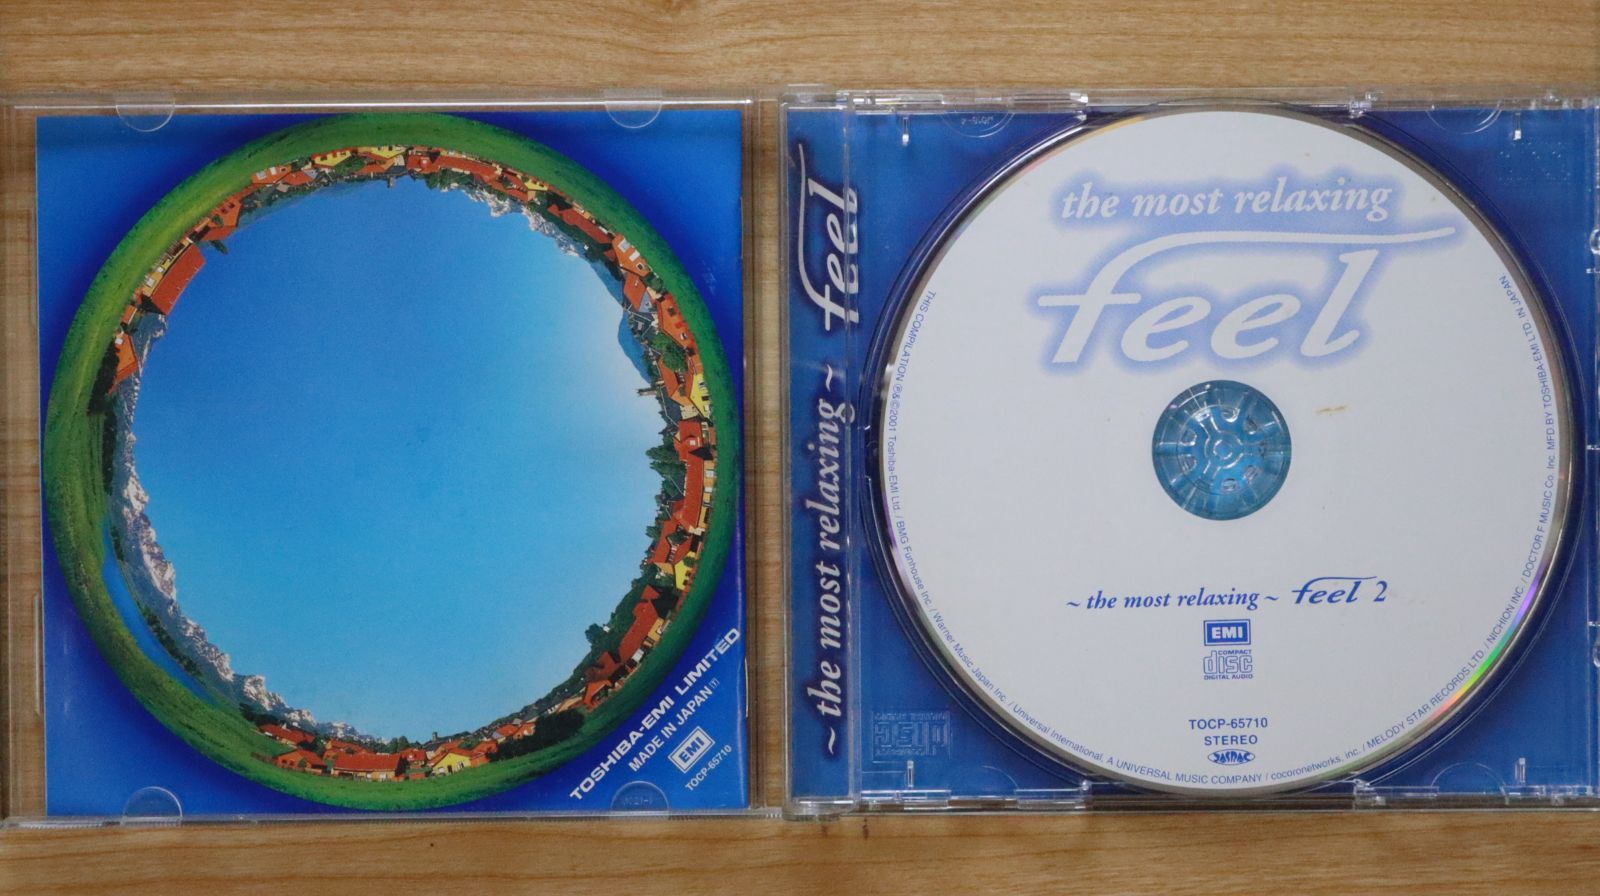 TOSHIBA-EMI LIMITED
MADE IN JAPAN Ⓨ
EMI
TOCP-65710
~the most relaxing~ feel
the most relaxing
feel
~ the most relaxing ~ feel 2
EMI
COMPACT
disc
DIGITAL AUDIO
TOCP-65710
STEREO
JASRAC
THIS COMPILATION ℗&©2001 Toshiba-EMI Ltd. / BMG Funhouse Inc. / Warner Music Japan Inc. / Universal International, A UNIVERSAL MUSIC COMPANY / cocoronetworks, inc. / MELODY STAR RECORDS LTD. / NICHION INC. / DOCTOR F MUSIC Co. Inc. MFD BY TOSHIBA-EMI LTD. IN JAPAN.